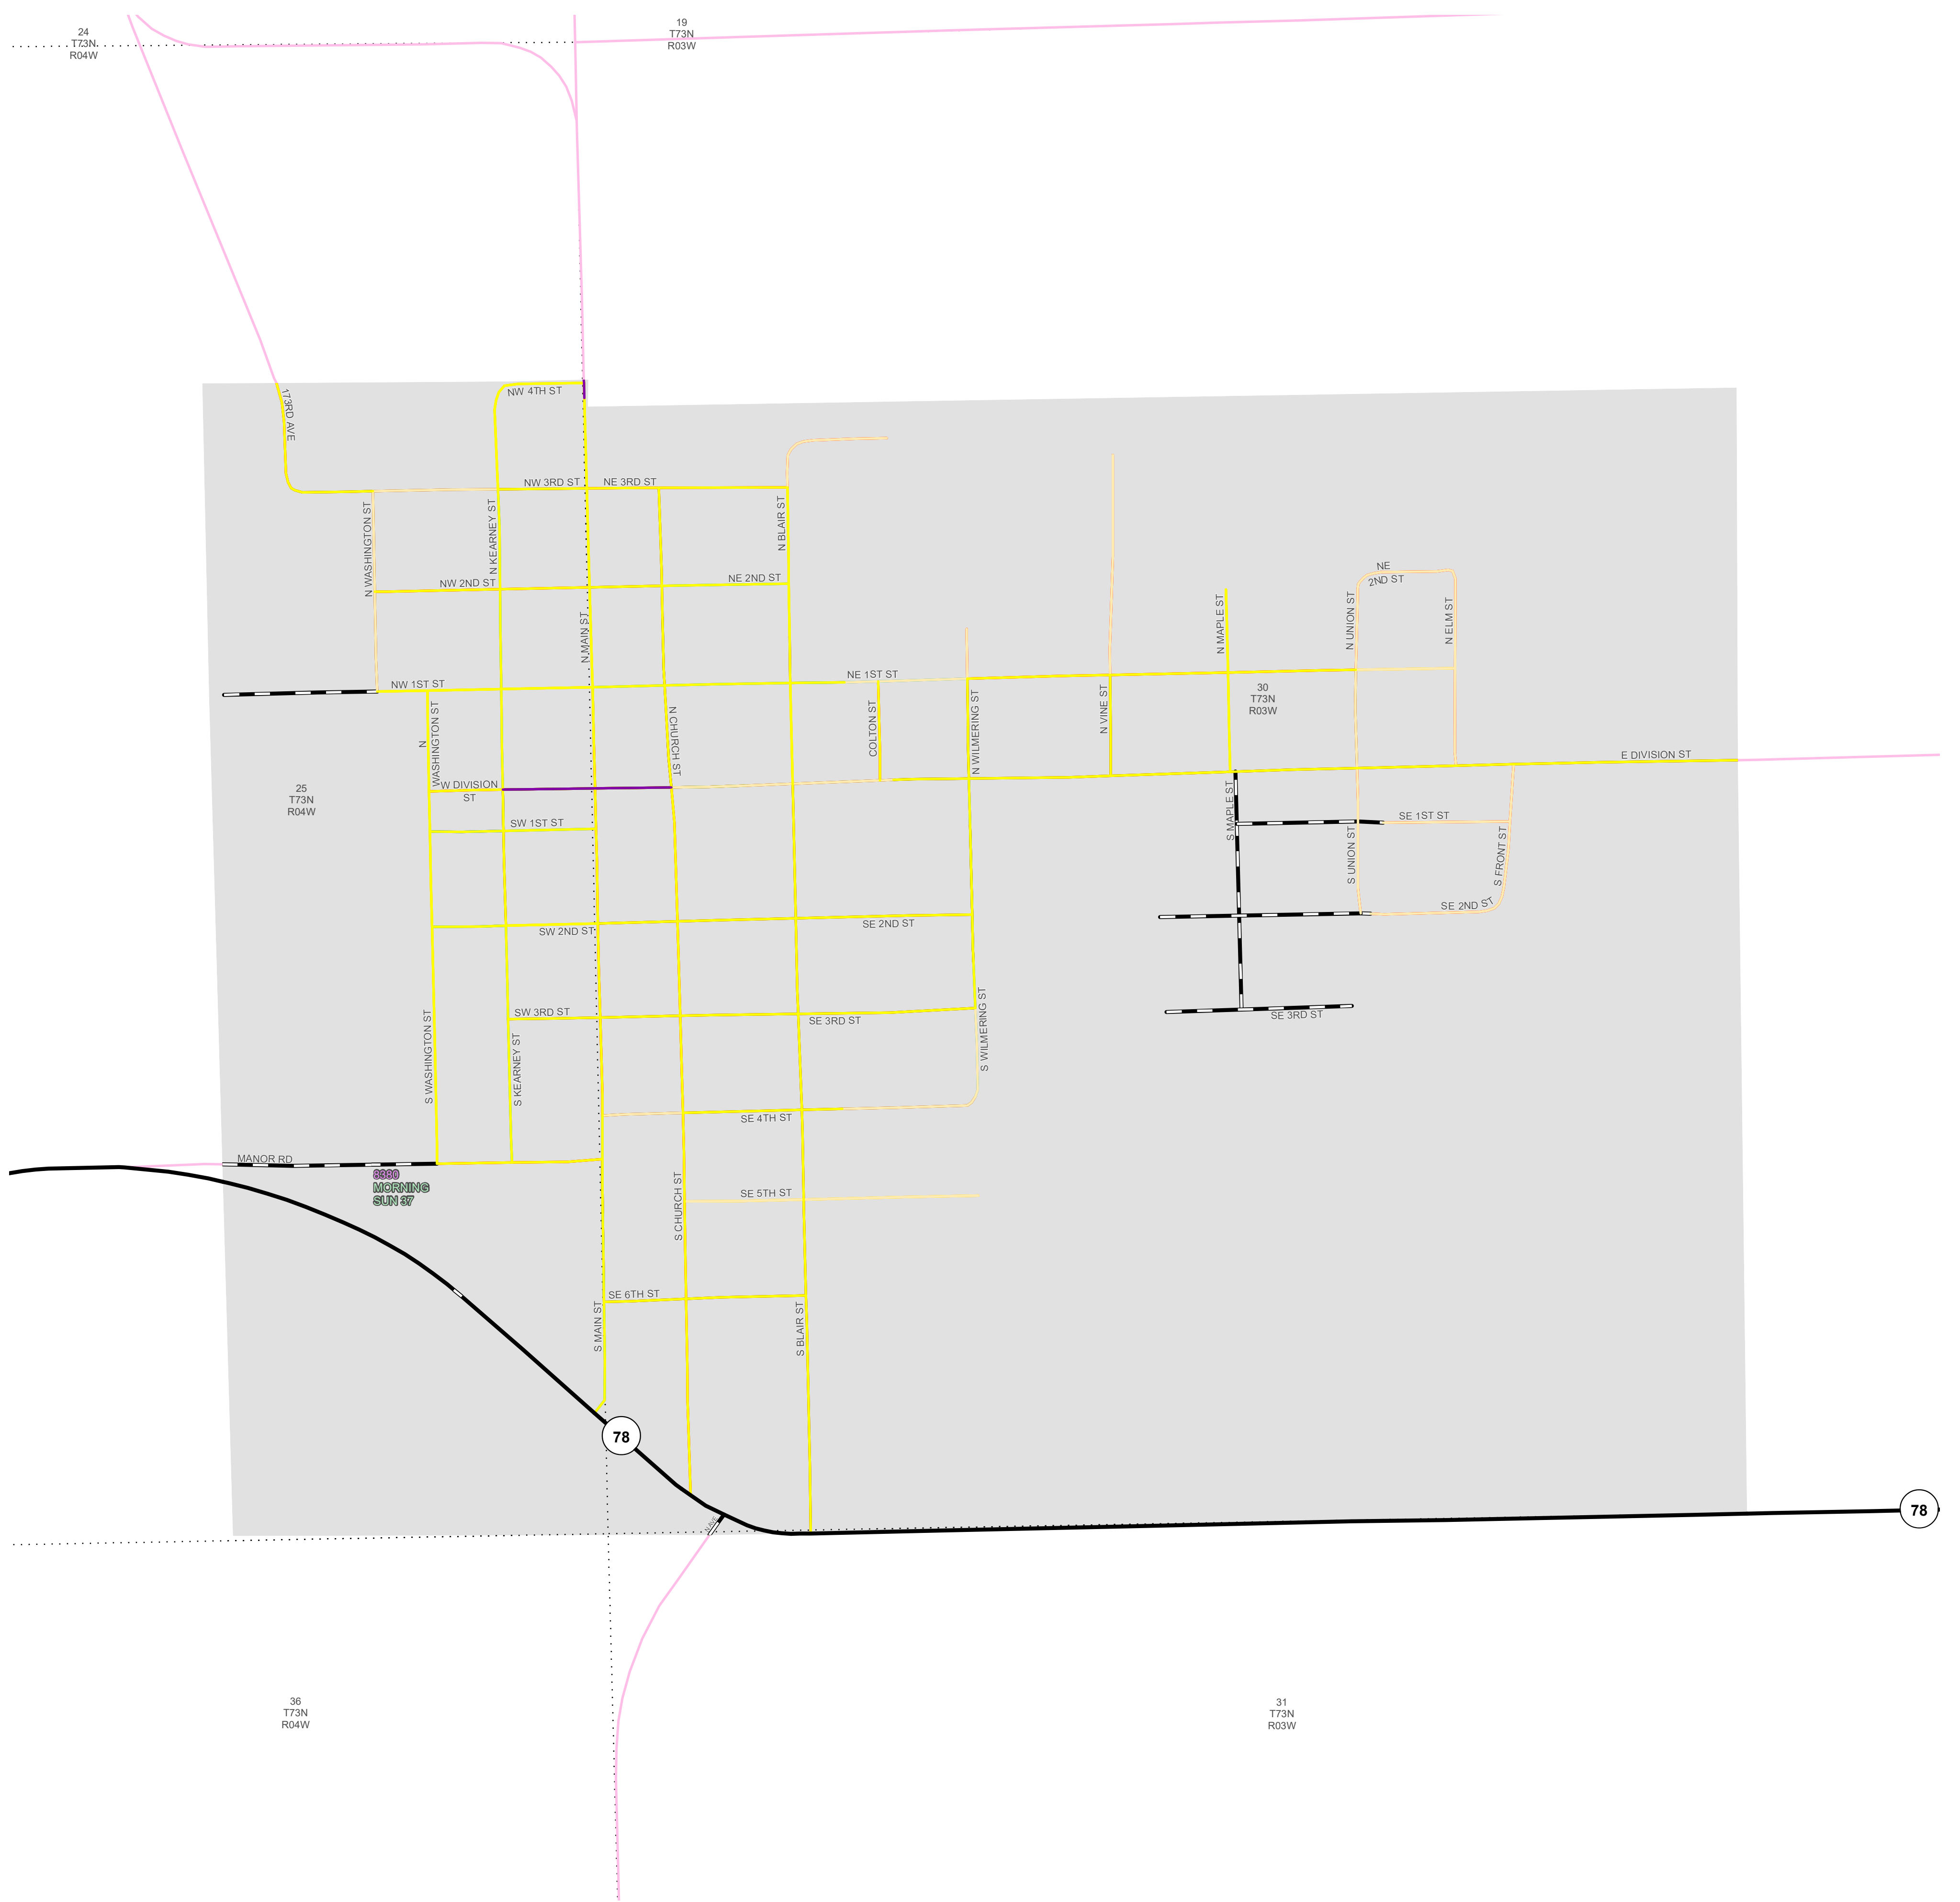 24
T73N
R04W
19
T73N
R03W
173RD AVE
NW 4TH ST
NW 3RD ST
NE 3RD ST
N WASHINGTON ST
N KEARNEY ST
N BLAIR ST
NW 2ND ST
NE 2ND ST
N MAIN ST
NE
2ND ST
N MAPLE ST
N UNION ST
N ELM ST
NW 1ST ST
NE 1ST ST
30
T73N
R03W
N
WASHINGTON ST
N CHURCH ST
COLTON ST
N WILMERING ST
N VINE ST
E DIVISION ST
25
T73N
R04W
W DIVISION
ST
SW 1ST ST
S MAPLE ST
SE 1ST ST
S UNION ST
S FRONT ST
SW 2ND ST
SE 2ND ST
SE 2ND ST
SW 3RD ST
SE 3RD ST
SE 3RD ST
S WASHINGTON ST
S KEARNEY ST
S WILMERING ST
SE 4TH ST
MANOR RD
8380
MORNING
SUN 37
SE 5TH ST
S CHURCH ST
SE 6TH ST
S MAIN ST
S BLAIR ST
78
78
36
T73N
R04W
31
T73N
R03W